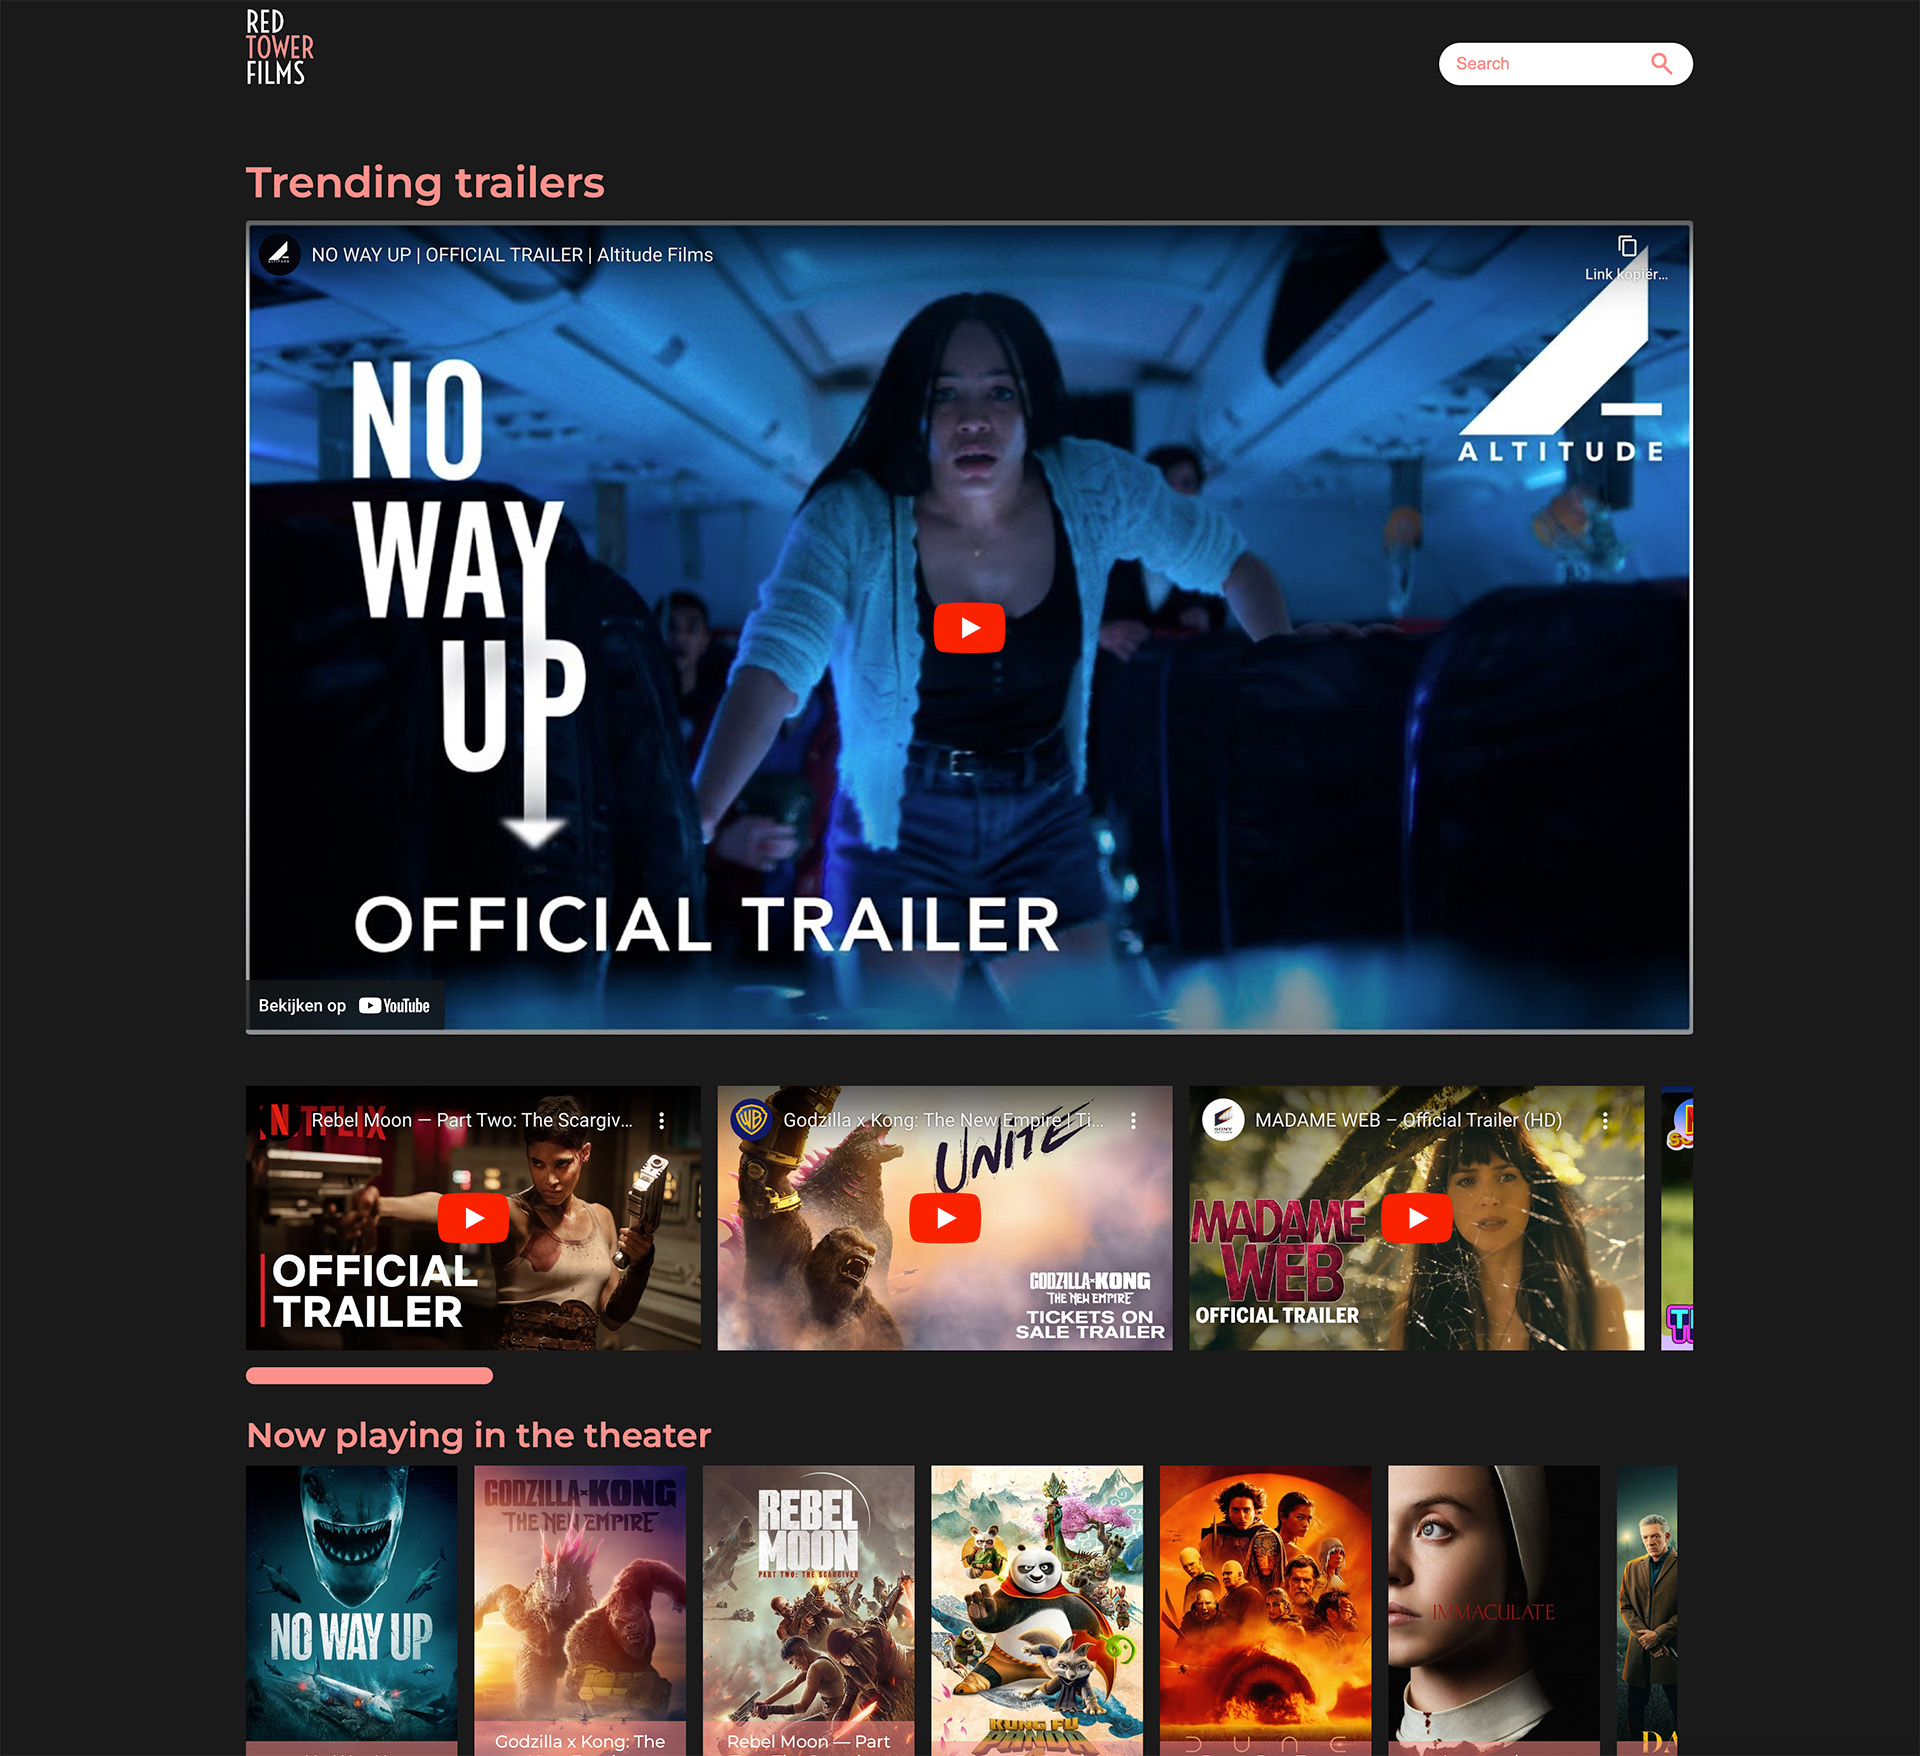 RED
TOWER
FILMS
Search
Trending trailers
NO WAY UP | OFFICIAL TRAILER | Altitude Films
Link kopiër...
NO
WAY
UP
ALTITUDE
OFFICIAL TRAILER
Bekijken op YouTube
NETFLIX
Rebel Moon — Part Two: The Scargiv...
OFFICIAL
TRAILER
WB
Godzilla x Kong: The New Empire | Ti...
UNITE
GODZILLA x KONG
THE NEW EMPIRE
TICKETS ON
SALE TRAILER
SONY
MADAME WEB – Official Trailer (HD)
MADAME
WEB
OFFICIAL TRAILER
Now playing in the theater
NO WAY UP
GODZILLA x KONG
THE NEW EMPIRE
Godzilla x Kong: The
REBEL
MOON
PART TWO: THE SCARGIVER
Rebel Moon — Part
KUNG FU
PANDA
DUNE
IMMACULATE
DA